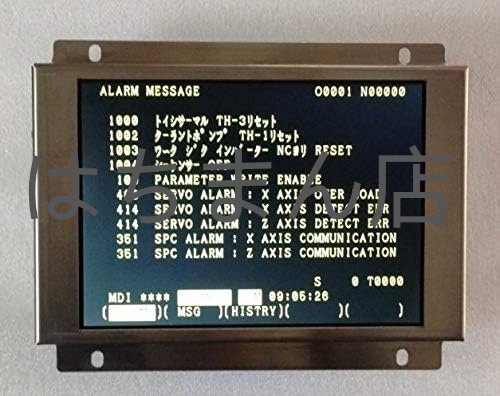 ALARM MESSAGE O0001 N00000
1000 トイシサーマル TH-3リセット
1002 クーラントポンプ TH-1リセット
1003 ワーク ジク インバーター NCヨリ RESET
PARAMETER WRITE ENABLE
SERVO ALARM : X AXIS OVER LOAD
414 SERVO ALARM : X AXIS DETECT ERR
414 SERVO ALARM : Z AXIS DETECT ERR
351 SPC ALARM : X AXIS COMMUNICATION
351 SPC ALARM : Z AXIS COMMUNICATION
はちまん店
S 0 T0000
MDI **** 09:05:26
( )( MSG )(HISTRY)( )( )